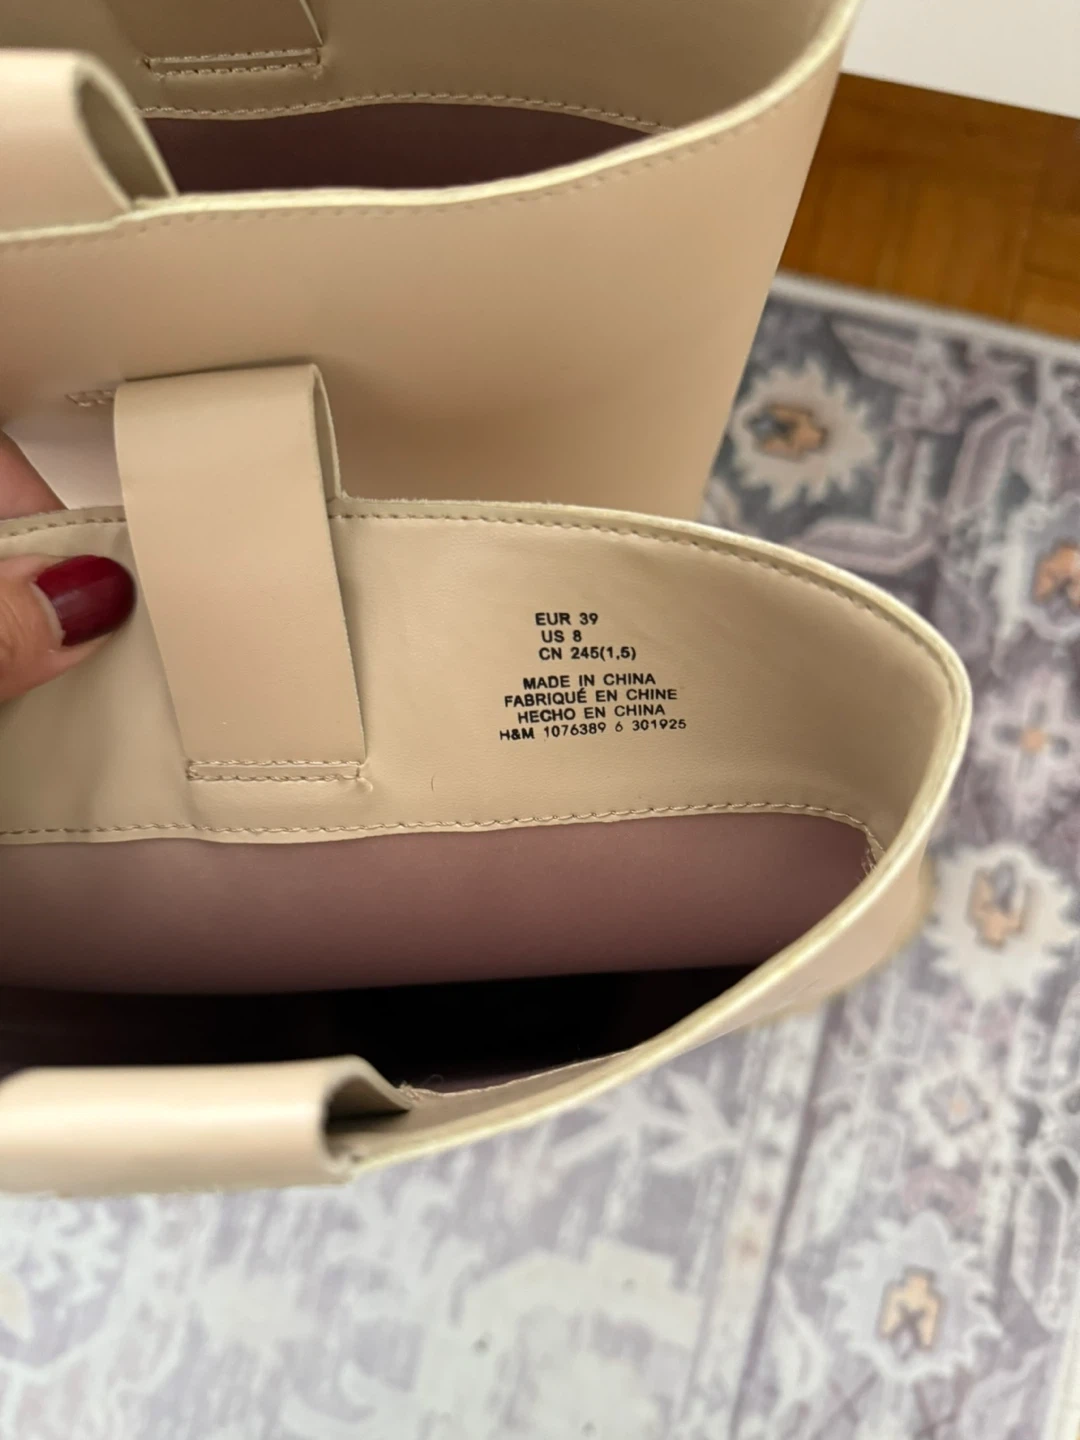 EUR 39
US 8
CN 245(1,5)
MADE IN CHINA
FABRIQUÉ EN CHINE
HECHO EN CHINA
H&M 1076389 6 301925